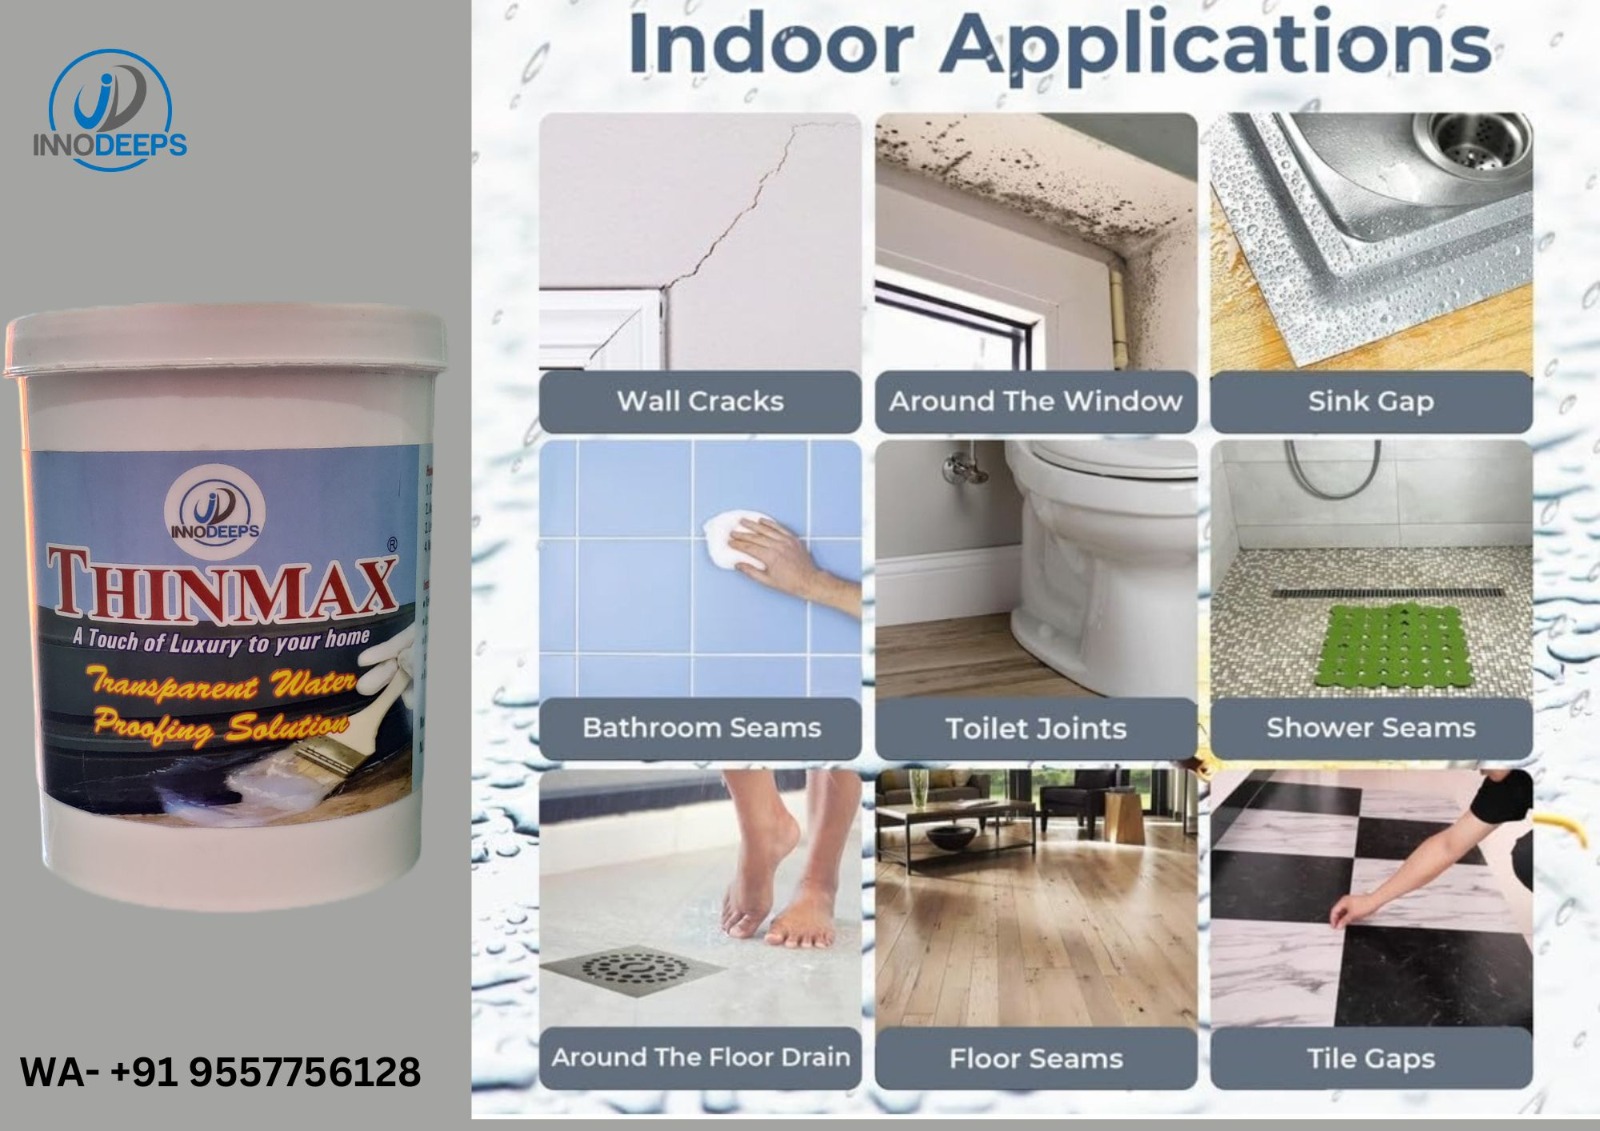 INNODEEPS
INNODEEPS
THINMAX®
A Touch of Luxury to your home
Transparent Water
Proofing Solution
WA- +91 9557756128
Indoor Applications
Wall Cracks
Around The Window
Sink Gap
Bathroom Seams
Toilet Joints
Shower Seams
Around The Floor Drain
Floor Seams
Tile Gaps